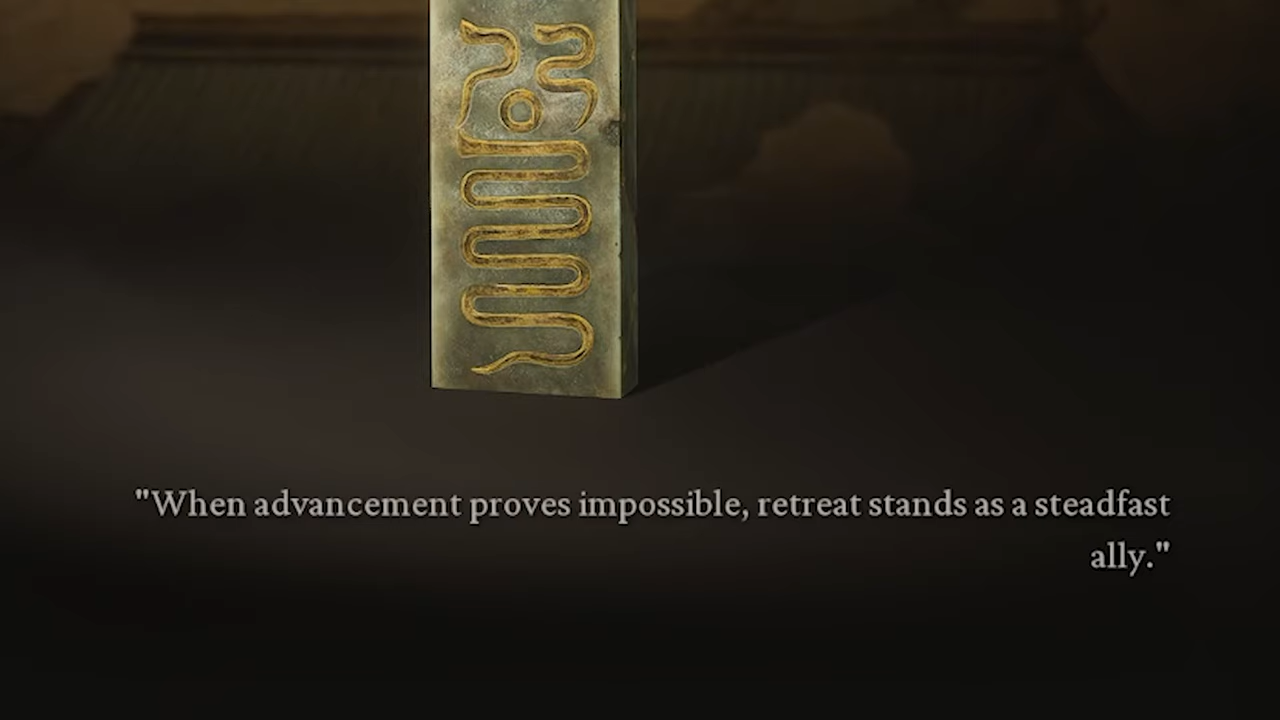 "When advancement proves impossible, retreat stands as a steadfast
ally."